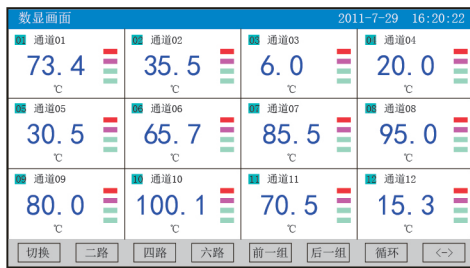 数显画面 2011-7-29 16:20:22
01 通道01 02 通道02 03 通道03 04 通道04
73.4 35.5 6.0 20.0
℃ ℃ ℃ ℃
05 通道05 06 通道06 07 通道07 08 通道08
30.5 65.7 85.5 95.0
℃ ℃ ℃ ℃
09 通道09 10 通道10 11 通道11 12 通道12
80.0 100.1 70.5 15.3
℃ ℃ ℃ ℃
切换 二路 四路 六路 前一组 后一组 循环 <->